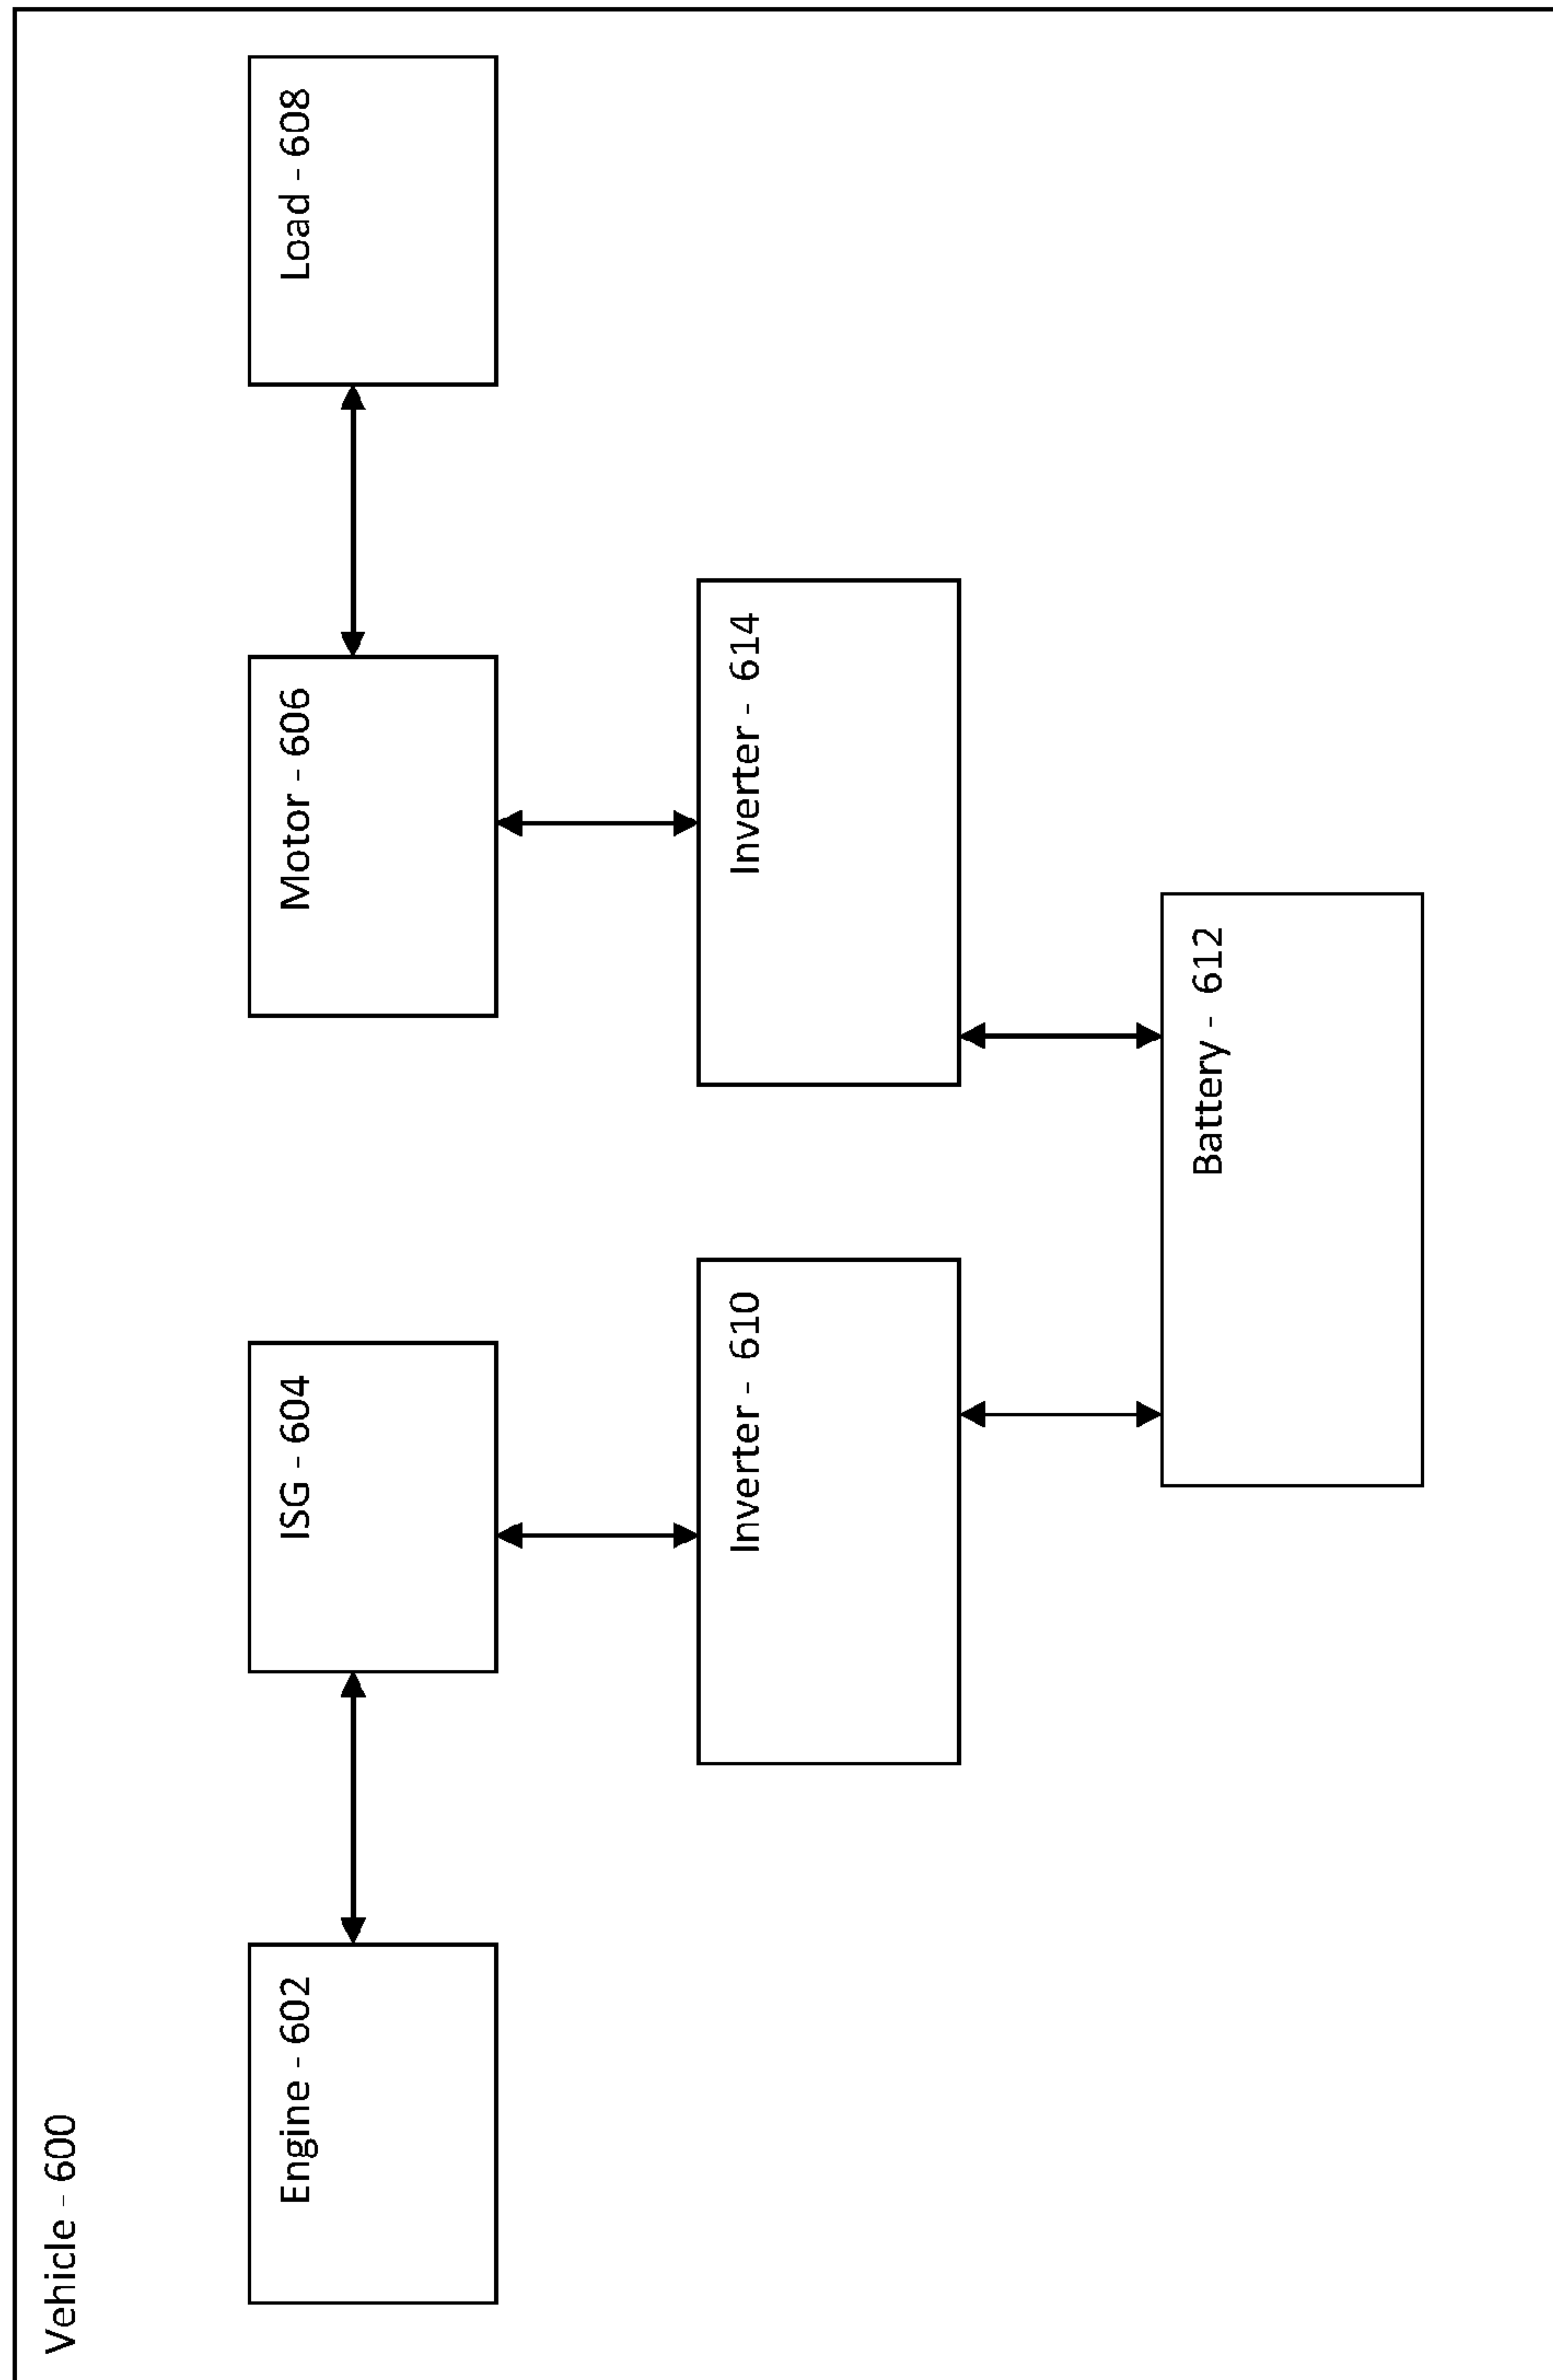 Vehicle - 600
Engine - 602
ISG - 604
Motor - 606
Load - 608
Inverter - 610
Inverter - 614
Battery - 612